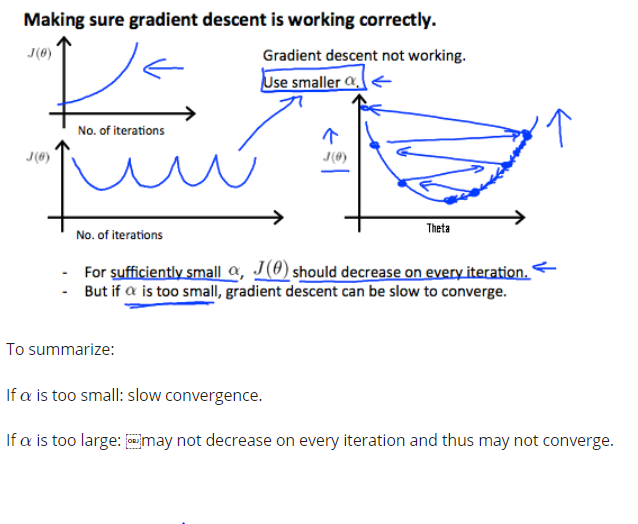 Making sure gradient descent is working correctly.
J(θ)
Gradient descent not working.
Use smaller α.
No. of iterations
J(θ)
J(θ)
No. of iterations
Theta
- For sufficiently small α, J(θ) should decrease on every iteration.
- But if α is too small, gradient descent can be slow to converge.
To summarize:
If α is too small: slow convergence.
If α is too large: ￼may not decrease on every iteration and thus may not converge.